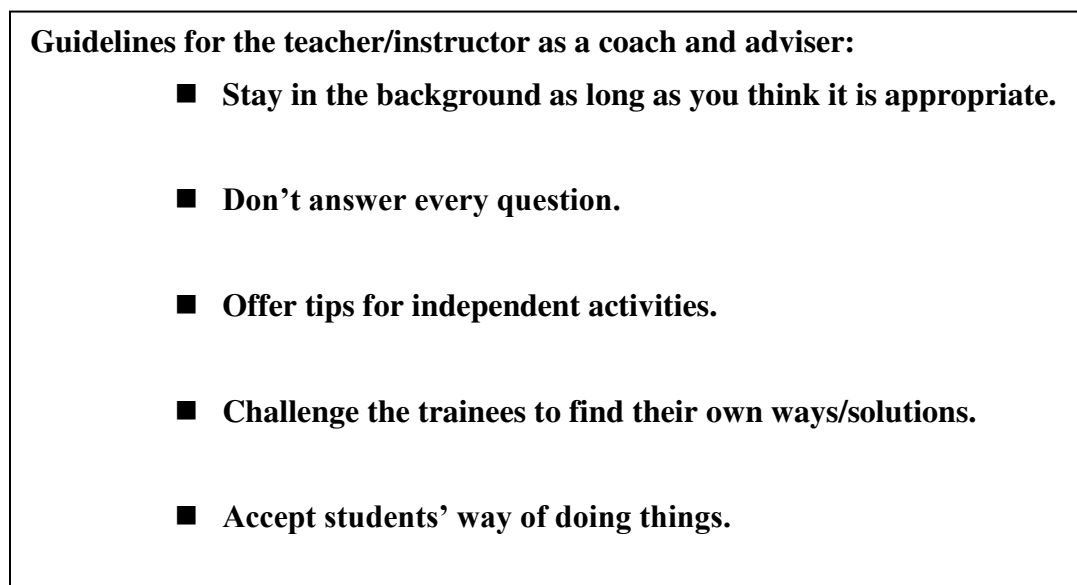 Guidelines for the teacher/instructor as a coach and adviser:
■ Stay in the background as long as you think it is appropriate.
■ Don’t answer every question.
■ Offer tips for independent activities.
■ Challenge the trainees to find their own ways/solutions.
■ Accept students’ way of doing things.